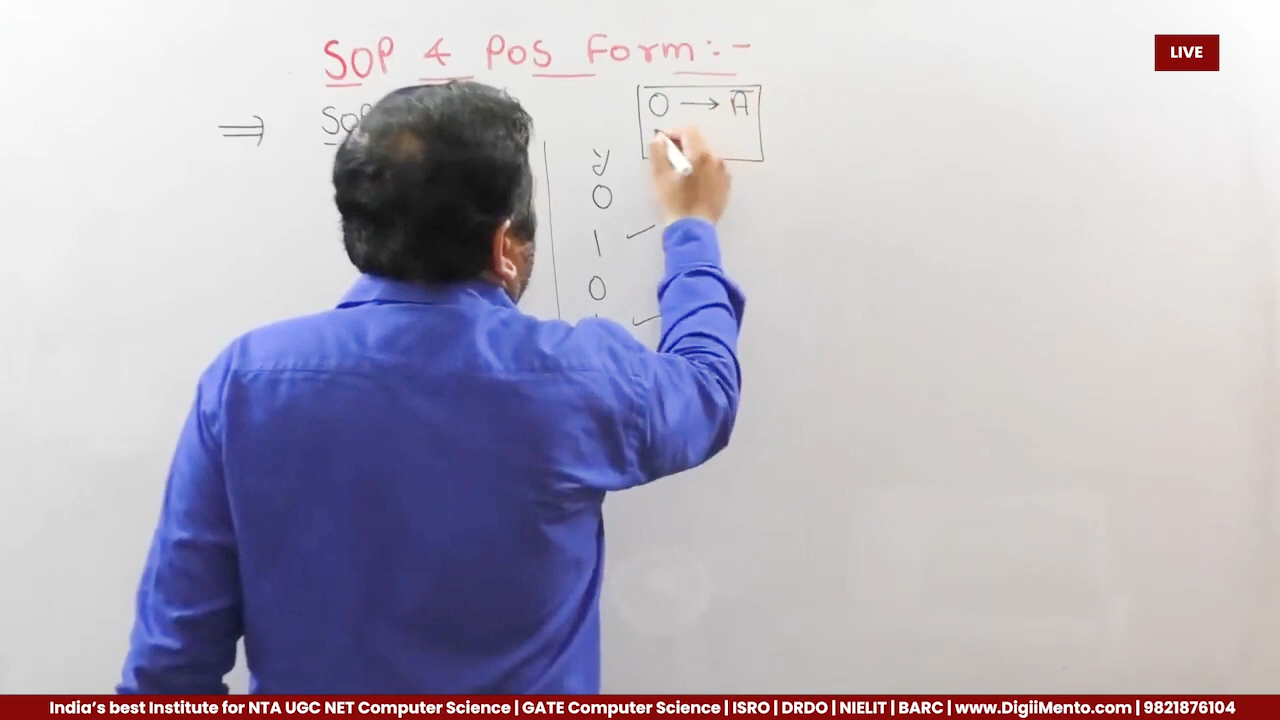 SOP & POS Form:-
LIVE
0 → A̅
⇒ SOP
y
0
1 ✓
0
✓
India's best Institute for NTA UGC NET Computer Science | GATE Computer Science | ISRO | DRDO | NIELIT | BARC | www.DigiiMento.com | 9821876104